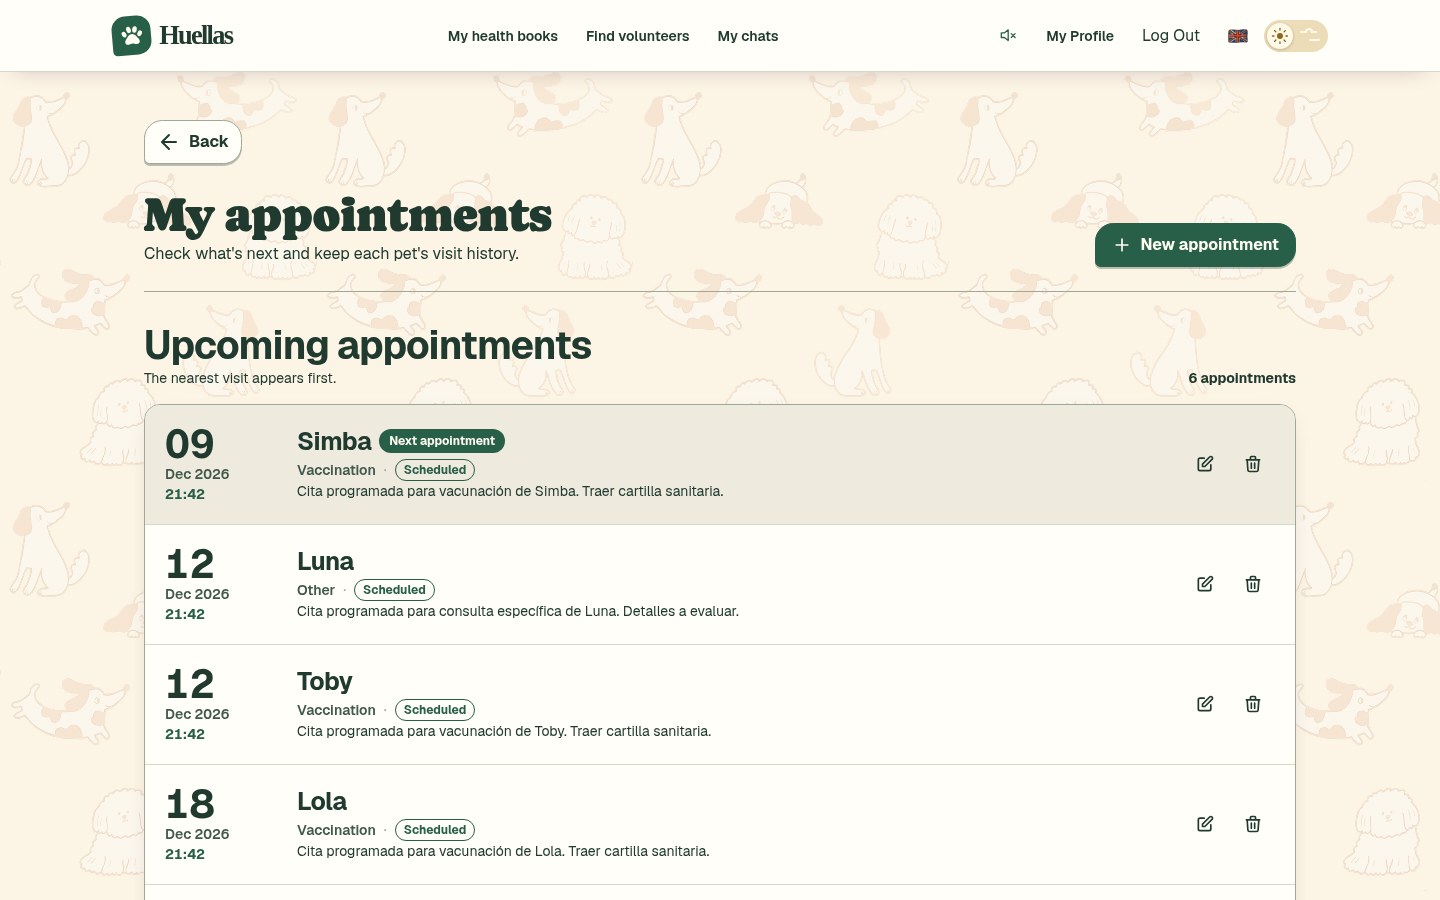 Huellas
My health books
Find volunteers
My chats
My Profile
Log Out
Back
My appointments
Check what's next and keep each pet's visit history.
New appointment
Upcoming appointments
The nearest visit appears first.
6 appointments
09
Dec 2026
21:42
Simba
Next appointment
Vaccination · Scheduled
Cita programada para vacunación de Simba. Traer cartilla sanitaria.
12
Dec 2026
21:42
Luna
Other · Scheduled
Cita programada para consulta específica de Luna. Detalles a evaluar.
12
Dec 2026
21:42
Toby
Vaccination · Scheduled
Cita programada para vacunación de Toby. Traer cartilla sanitaria.
18
Dec 2026
21:42
Lola
Vaccination · Scheduled
Cita programada para vacunación de Lola. Traer cartilla sanitaria.